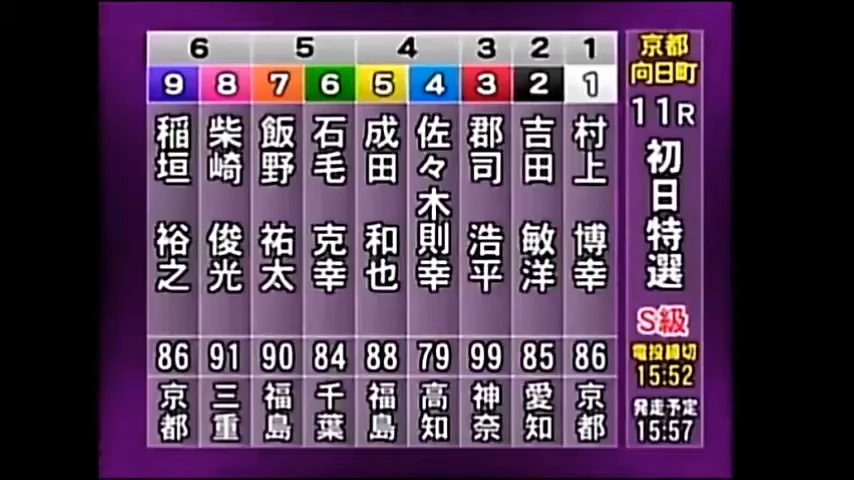 京都
向日町
11R
初日特選
S級
電投締切
15:52
発走予定
15:57
6 5 4 3 2 1
9 8 7 6 5 4 3 2 1
村上 博幸
86
京都
吉田 敏洋
85
愛知
郡司 浩平
99
神奈
佐々木則幸
79
高知
成田 和也
88
福島
石毛 克幸
84
千葉
飯野 祐太
90
福島
柴崎 俊光
91
三重
稲垣 裕之
86
京都